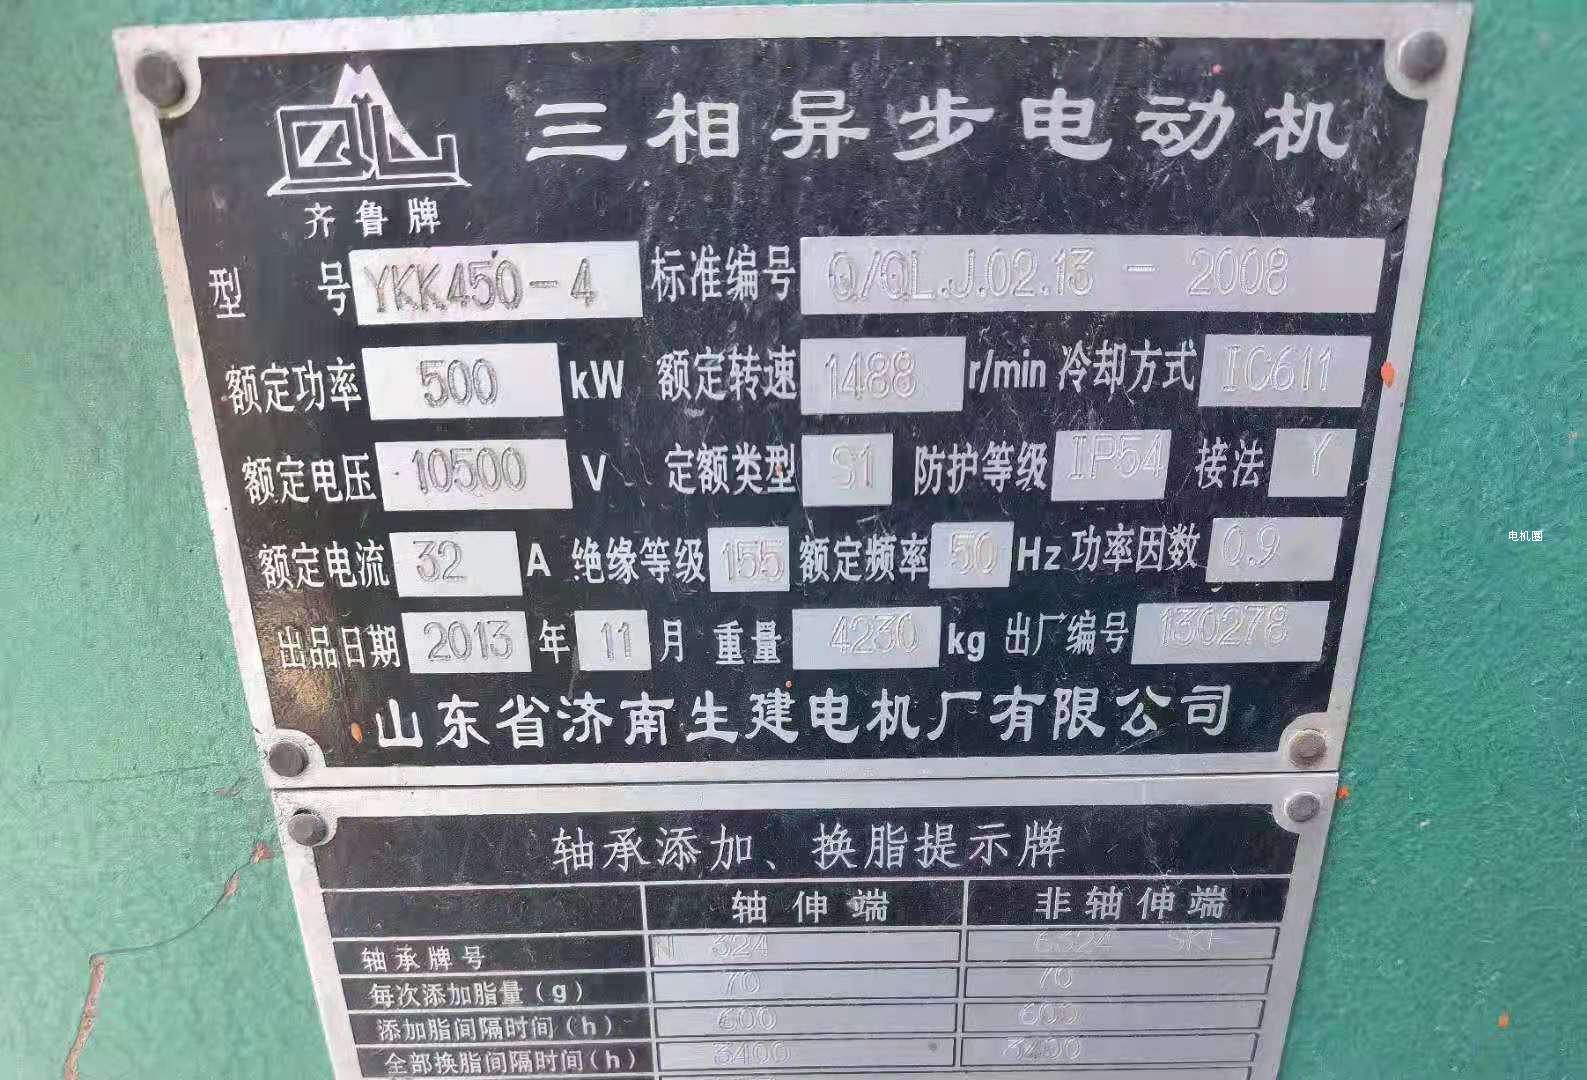 三相异步电动机
齐鲁牌
型号 YKK450-4 标准编号 Q/QL.J.02.13-2008
额定功率 500 kW 额定转速 1488 r/min 冷却方式 IC611
额定电压 10500 V 定额类型 S1 防护等级 IP54 接法 Y
额定电流 32 A 绝缘等级 155 额定频率 50 Hz 功率因数 0.9
出品日期 2013 年 11 月 重量 4230 kg 出厂编号 130278
山东省济南生建电机厂有限公司
电机圈
轴承添加、换脂提示牌
轴伸端 非轴伸端
轴承牌号 N 324 6324 SKF
每次添加脂量(g) 70 70
添加脂间隔时间(h) 600 600
全部换脂间隔时间(h) 3400 3400